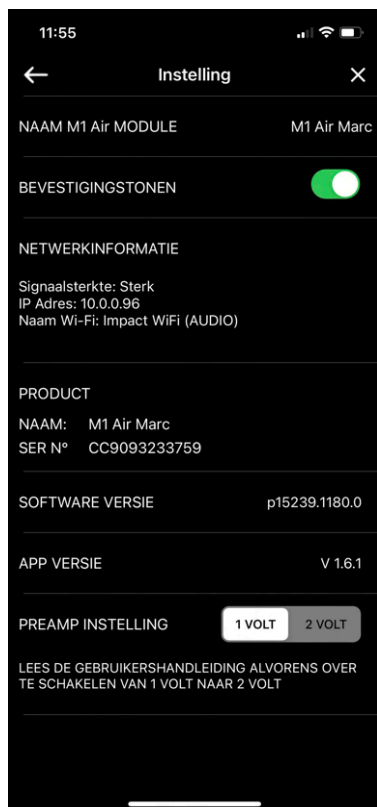 11:55
Instelling
NAAM M1 Air MODULE M1 Air Marc
BEVESTIGINGSTONEN
NETWERKINFORMATIE
Signaalsterkte: Sterk
IP Adres: 10.0.0.96
Naam Wi-Fi: Impact WiFi (AUDIO)
PRODUCT
NAAM: M1 Air Marc
SER Nº CC9093233759
SOFTWARE VERSIE p15239.1180.0
APP VERSIE V 1.6.1
PREAMP INSTELLING 1 VOLT 2 VOLT
LEES DE GEBRUIKERSHANDLEIDING ALVORENS OVER
TE SCHAKELEN VAN 1 VOLT NAAR 2 VOLT